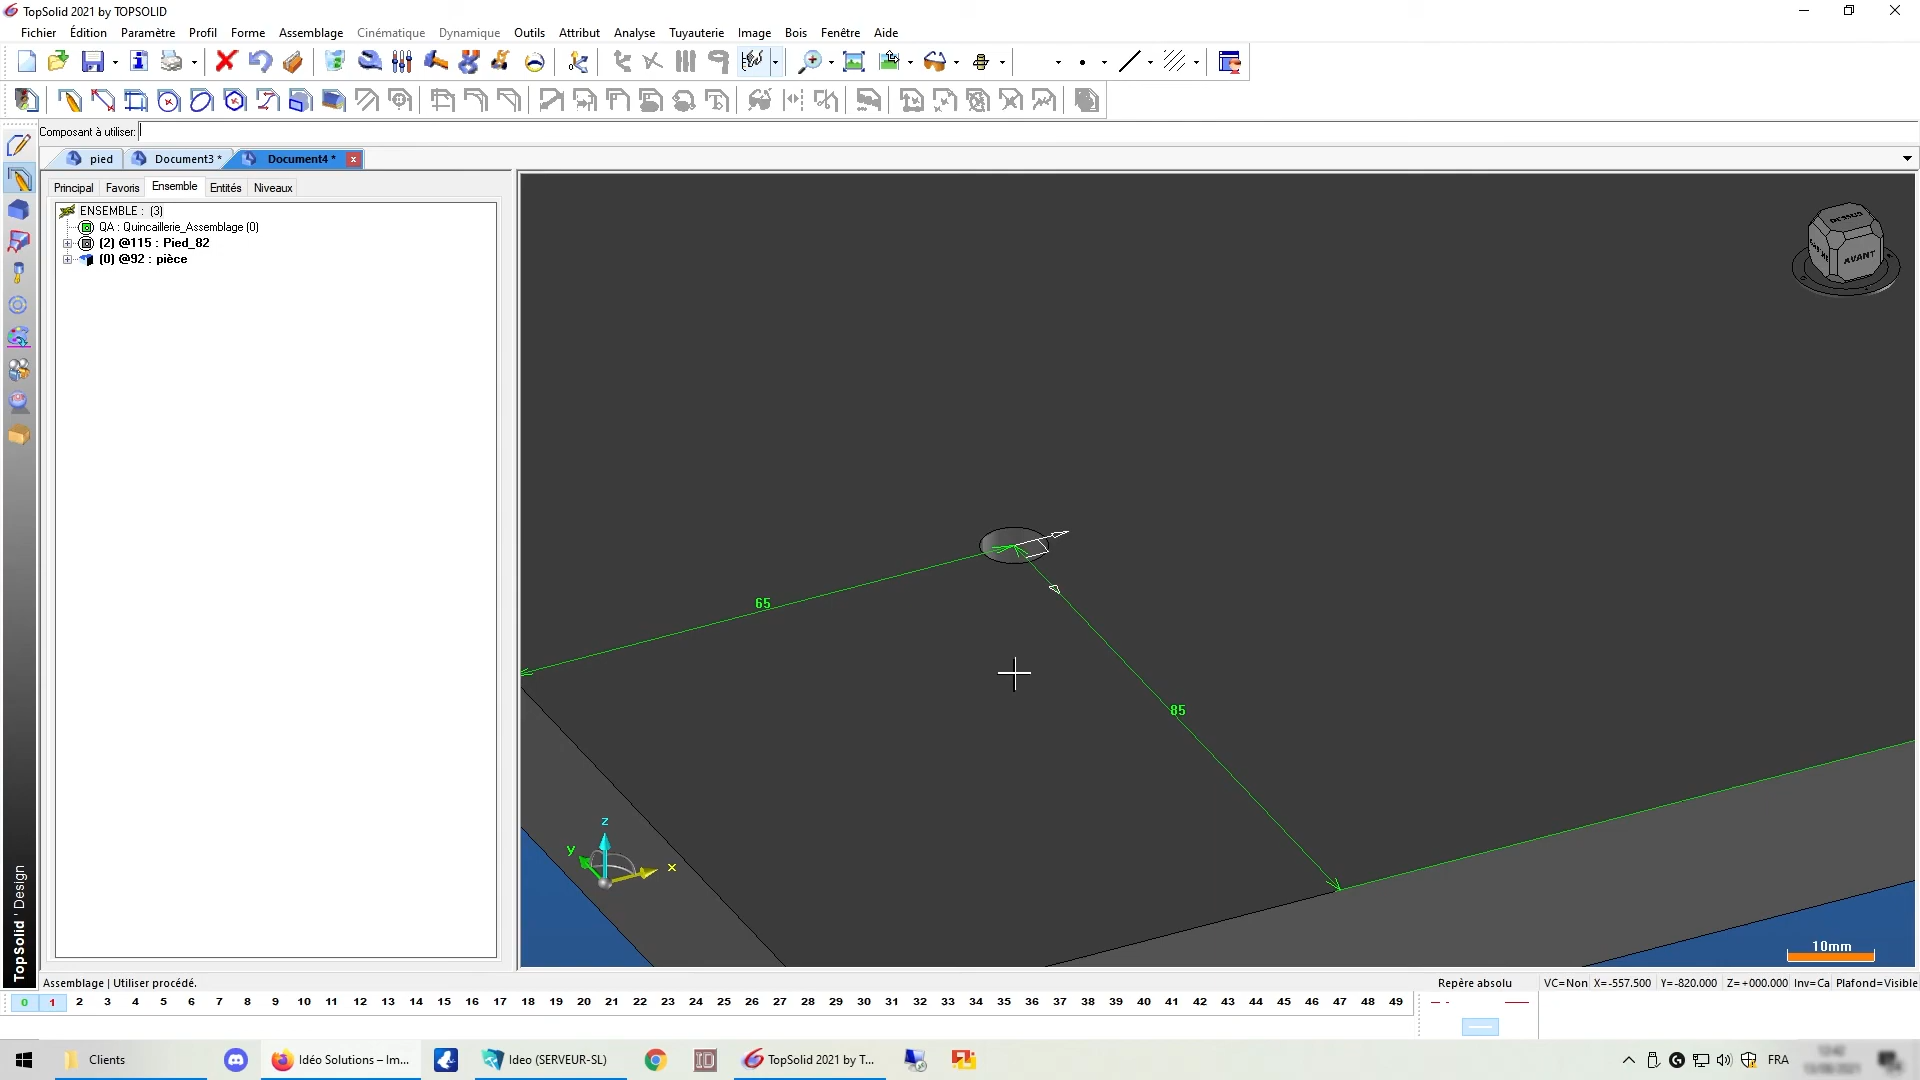 TopSolid 2021 by TOPSOLID
Fichier Édition Paramètre Profil Forme Assemblage Cinématique Dynamique Outils Attribut Analyse Tuyauterie Image Bois Fenêtre Aide
Composant à utiliser:
pied Document3 * Document4 *
Principal Favoris Ensemble Entités Niveaux
ENSEMBLE : (3)
QA : Quincaillerie_Assemblage (0)
(2) @115 : Pied_82
(0) @92 : pièce
DESSUS
AVANT
65
85
z
y
x
10mm
TopSolid'Design
Assemblage | Utiliser procédé.
Repère absolu VC=Non X=-557.500 Y=-820.000 Z=+000.000 Inv=Ca Plafond=Visible
0 1 2 3 4 5 6 7 8 9 10 11 12 13 14 15 16 17 18 19 20 21 22 23 24 25 26 27 28 29 30 31 32 33 34 35 36 37 38 39 40 41 42 43 44 45 46 47 48 49
Clients Idéo Solutions – Im... Ideo (SERVEUR-SL) TopSolid 2021 by T... FRA